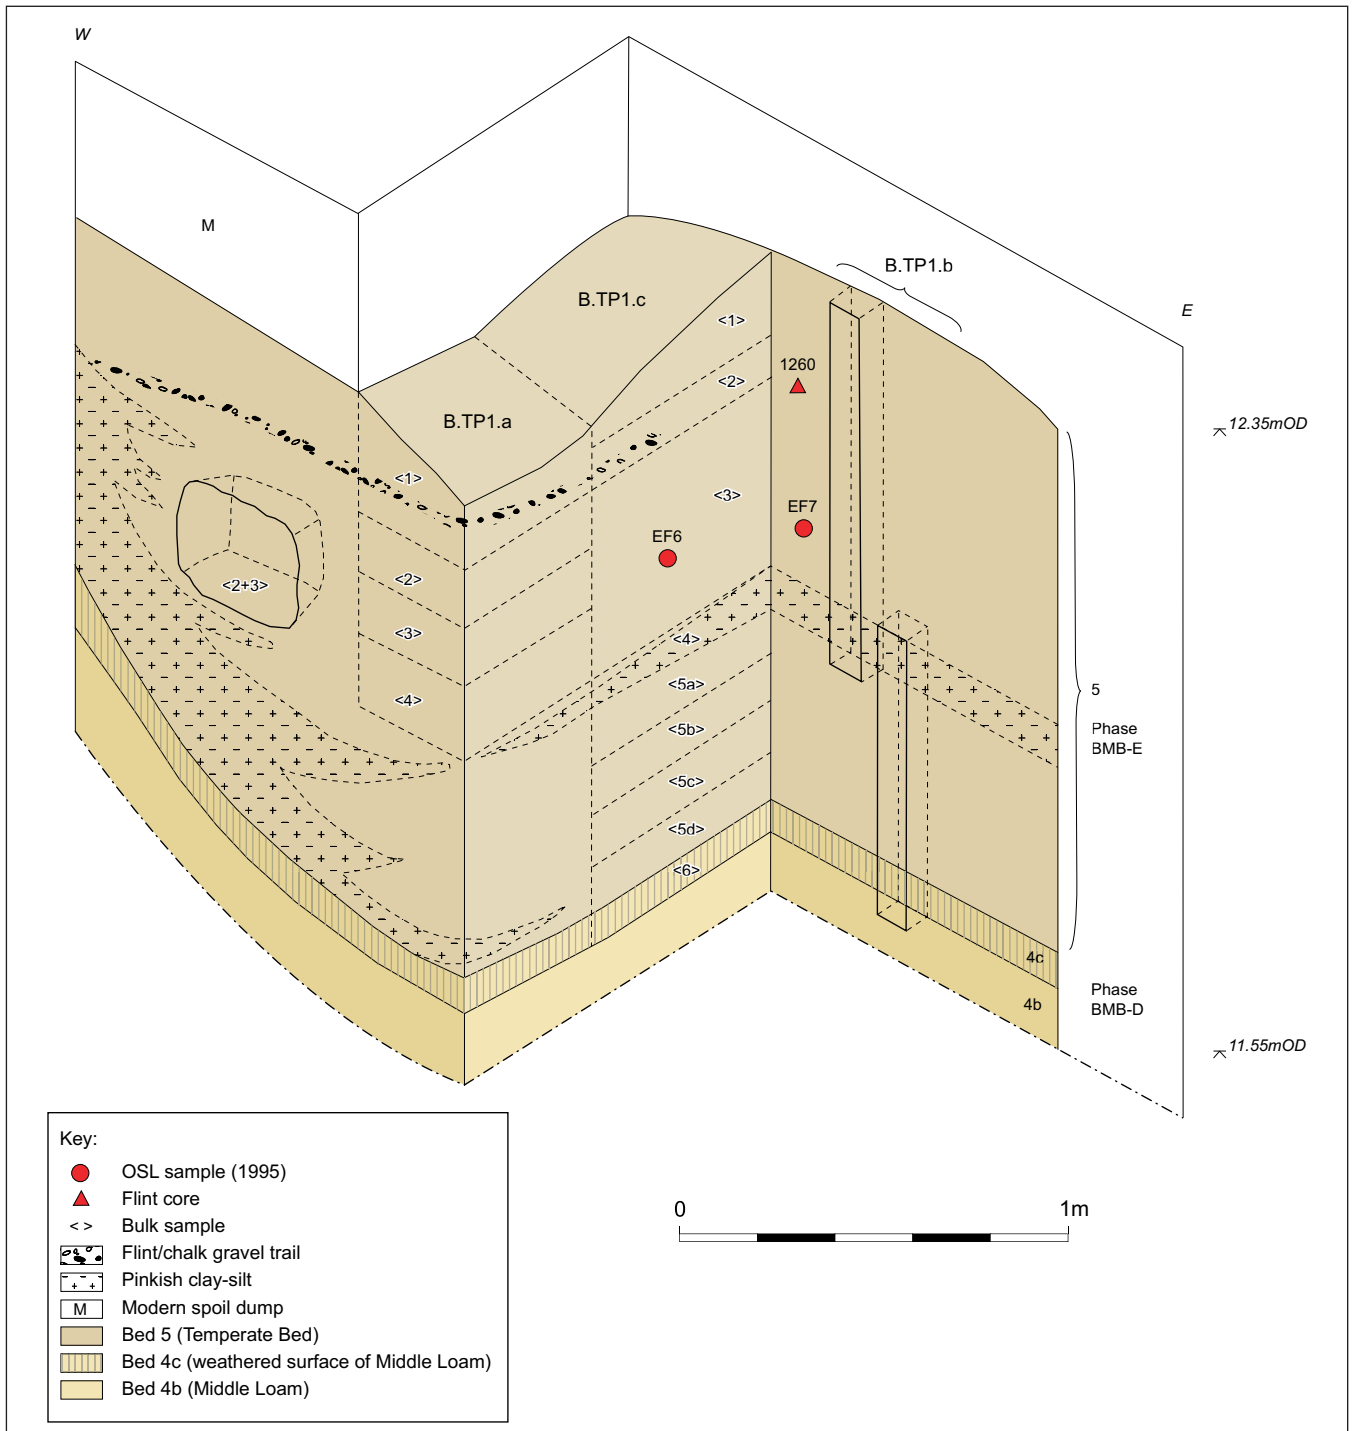 W
M
B.TP1.c
B.TP1.b
E
<1>
<2>
1260
B.TP1.a
12.35mOD
<1>
<3>
EF7
EF6
<2+3>
<2>
<3>
<4>
<4>
<5a>
5
<5b>
Phase
BMB-E
<5c>
<5d>
<6>
4c
4b
Phase
BMB-D
11.55mOD
Key:
OSL sample (1995)
Flint core
< > Bulk sample
Flint/chalk gravel trail
Pinkish clay-silt
M Modern spoil dump
Bed 5 (Temperate Bed)
Bed 4c (weathered surface of Middle Loam)
Bed 4b (Middle Loam)
0 1m